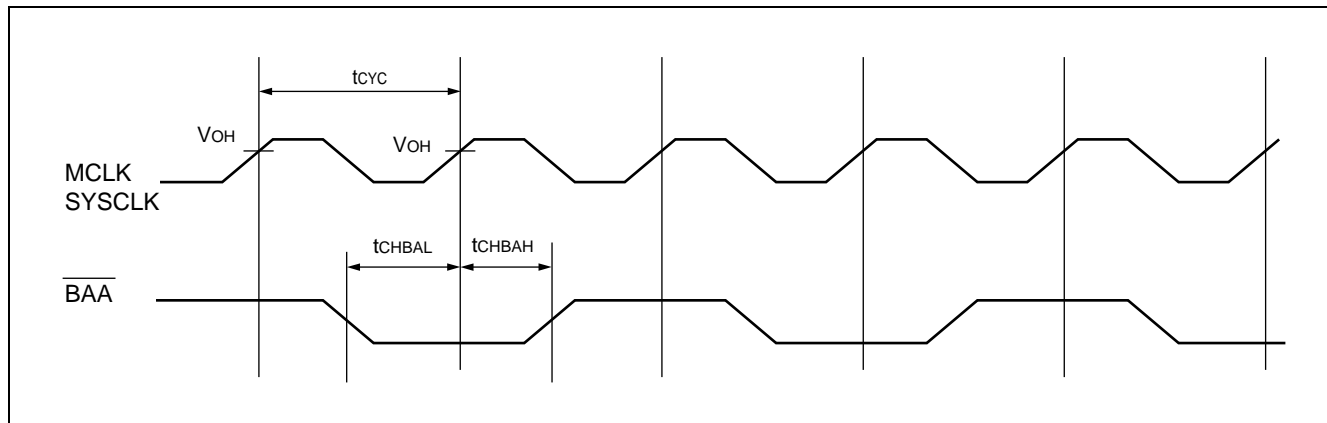 tCYC
VOH
VOH
MCLK
SYSCLK
tCHBAL
tCHBAH
BAA